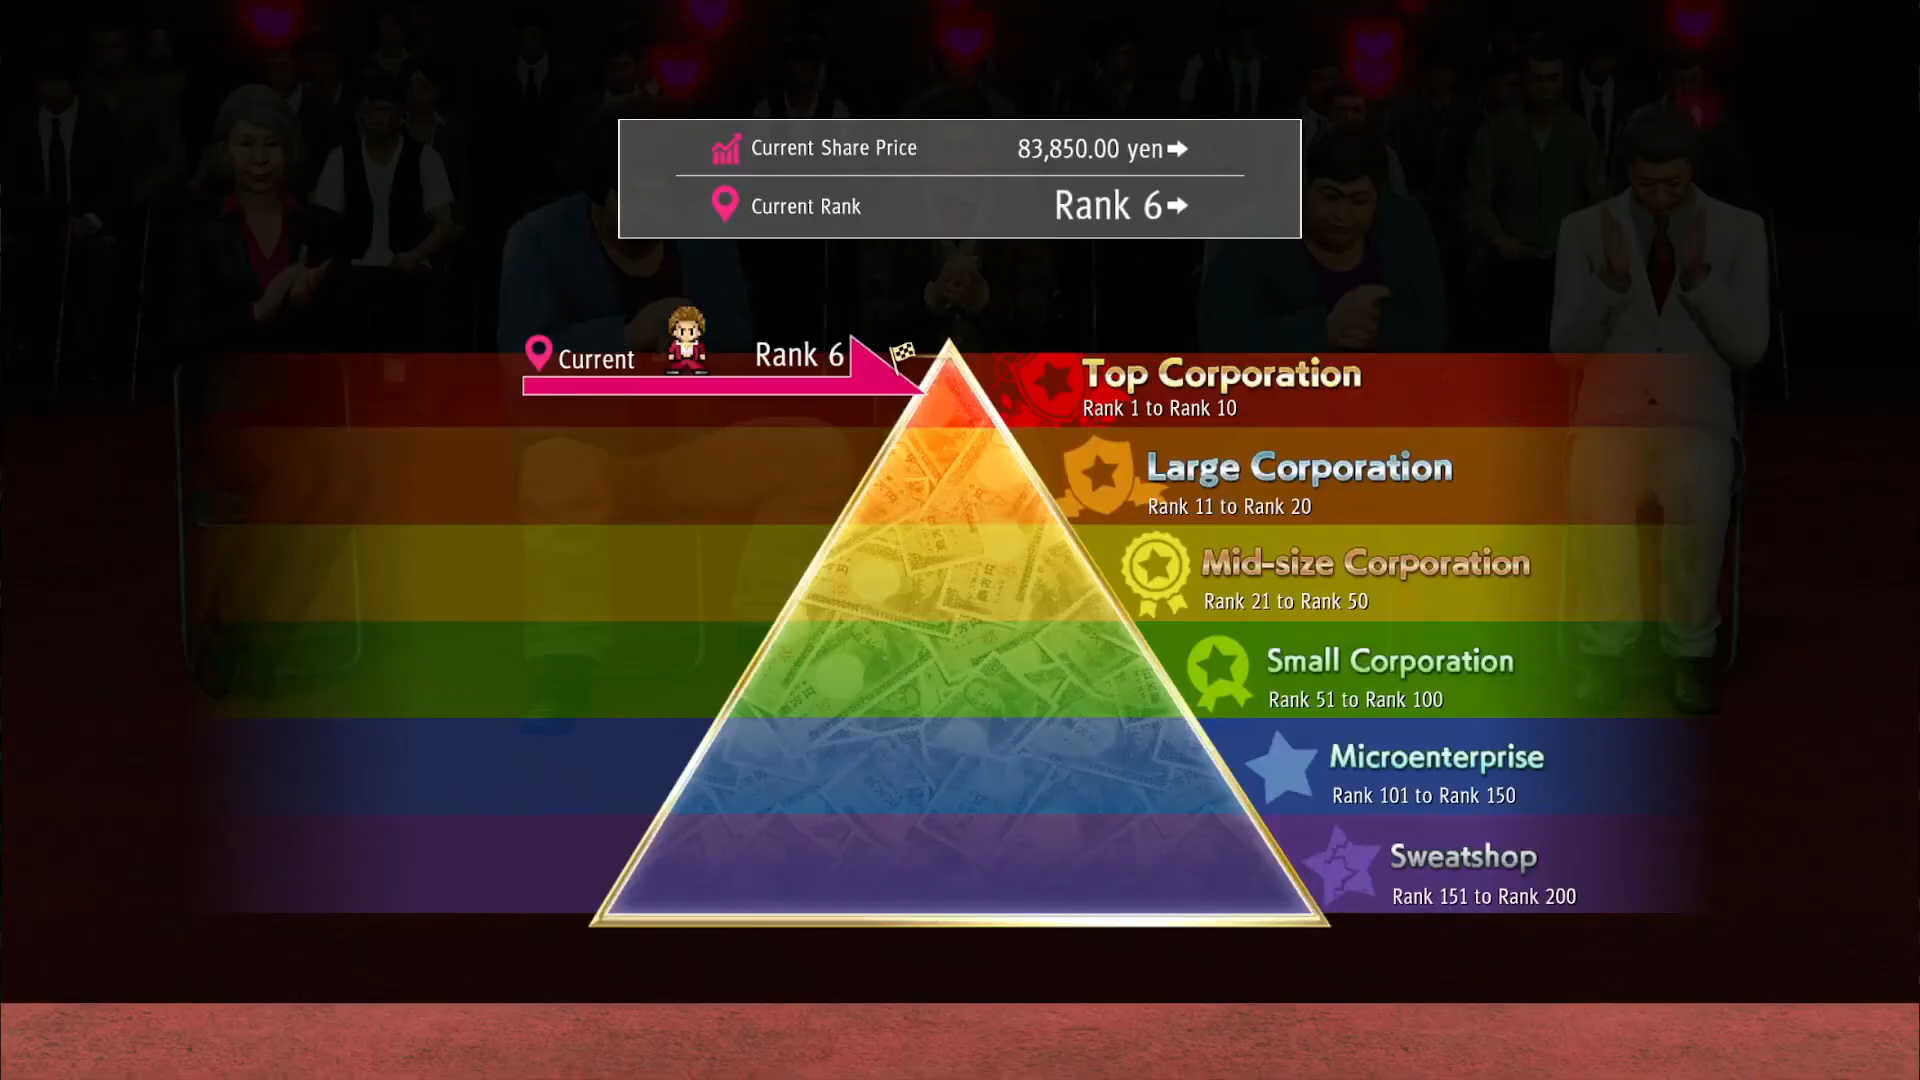 Current Share Price 83,850.00 yen
Current Rank Rank 6
Current Rank 6
Top Corporation
Rank 1 to Rank 10
Large Corporation
Rank 11 to Rank 20
Mid-size Corporation
Rank 21 to Rank 50
Small Corporation
Rank 51 to Rank 100
Microenterprise
Rank 101 to Rank 150
Sweatshop
Rank 151 to Rank 200